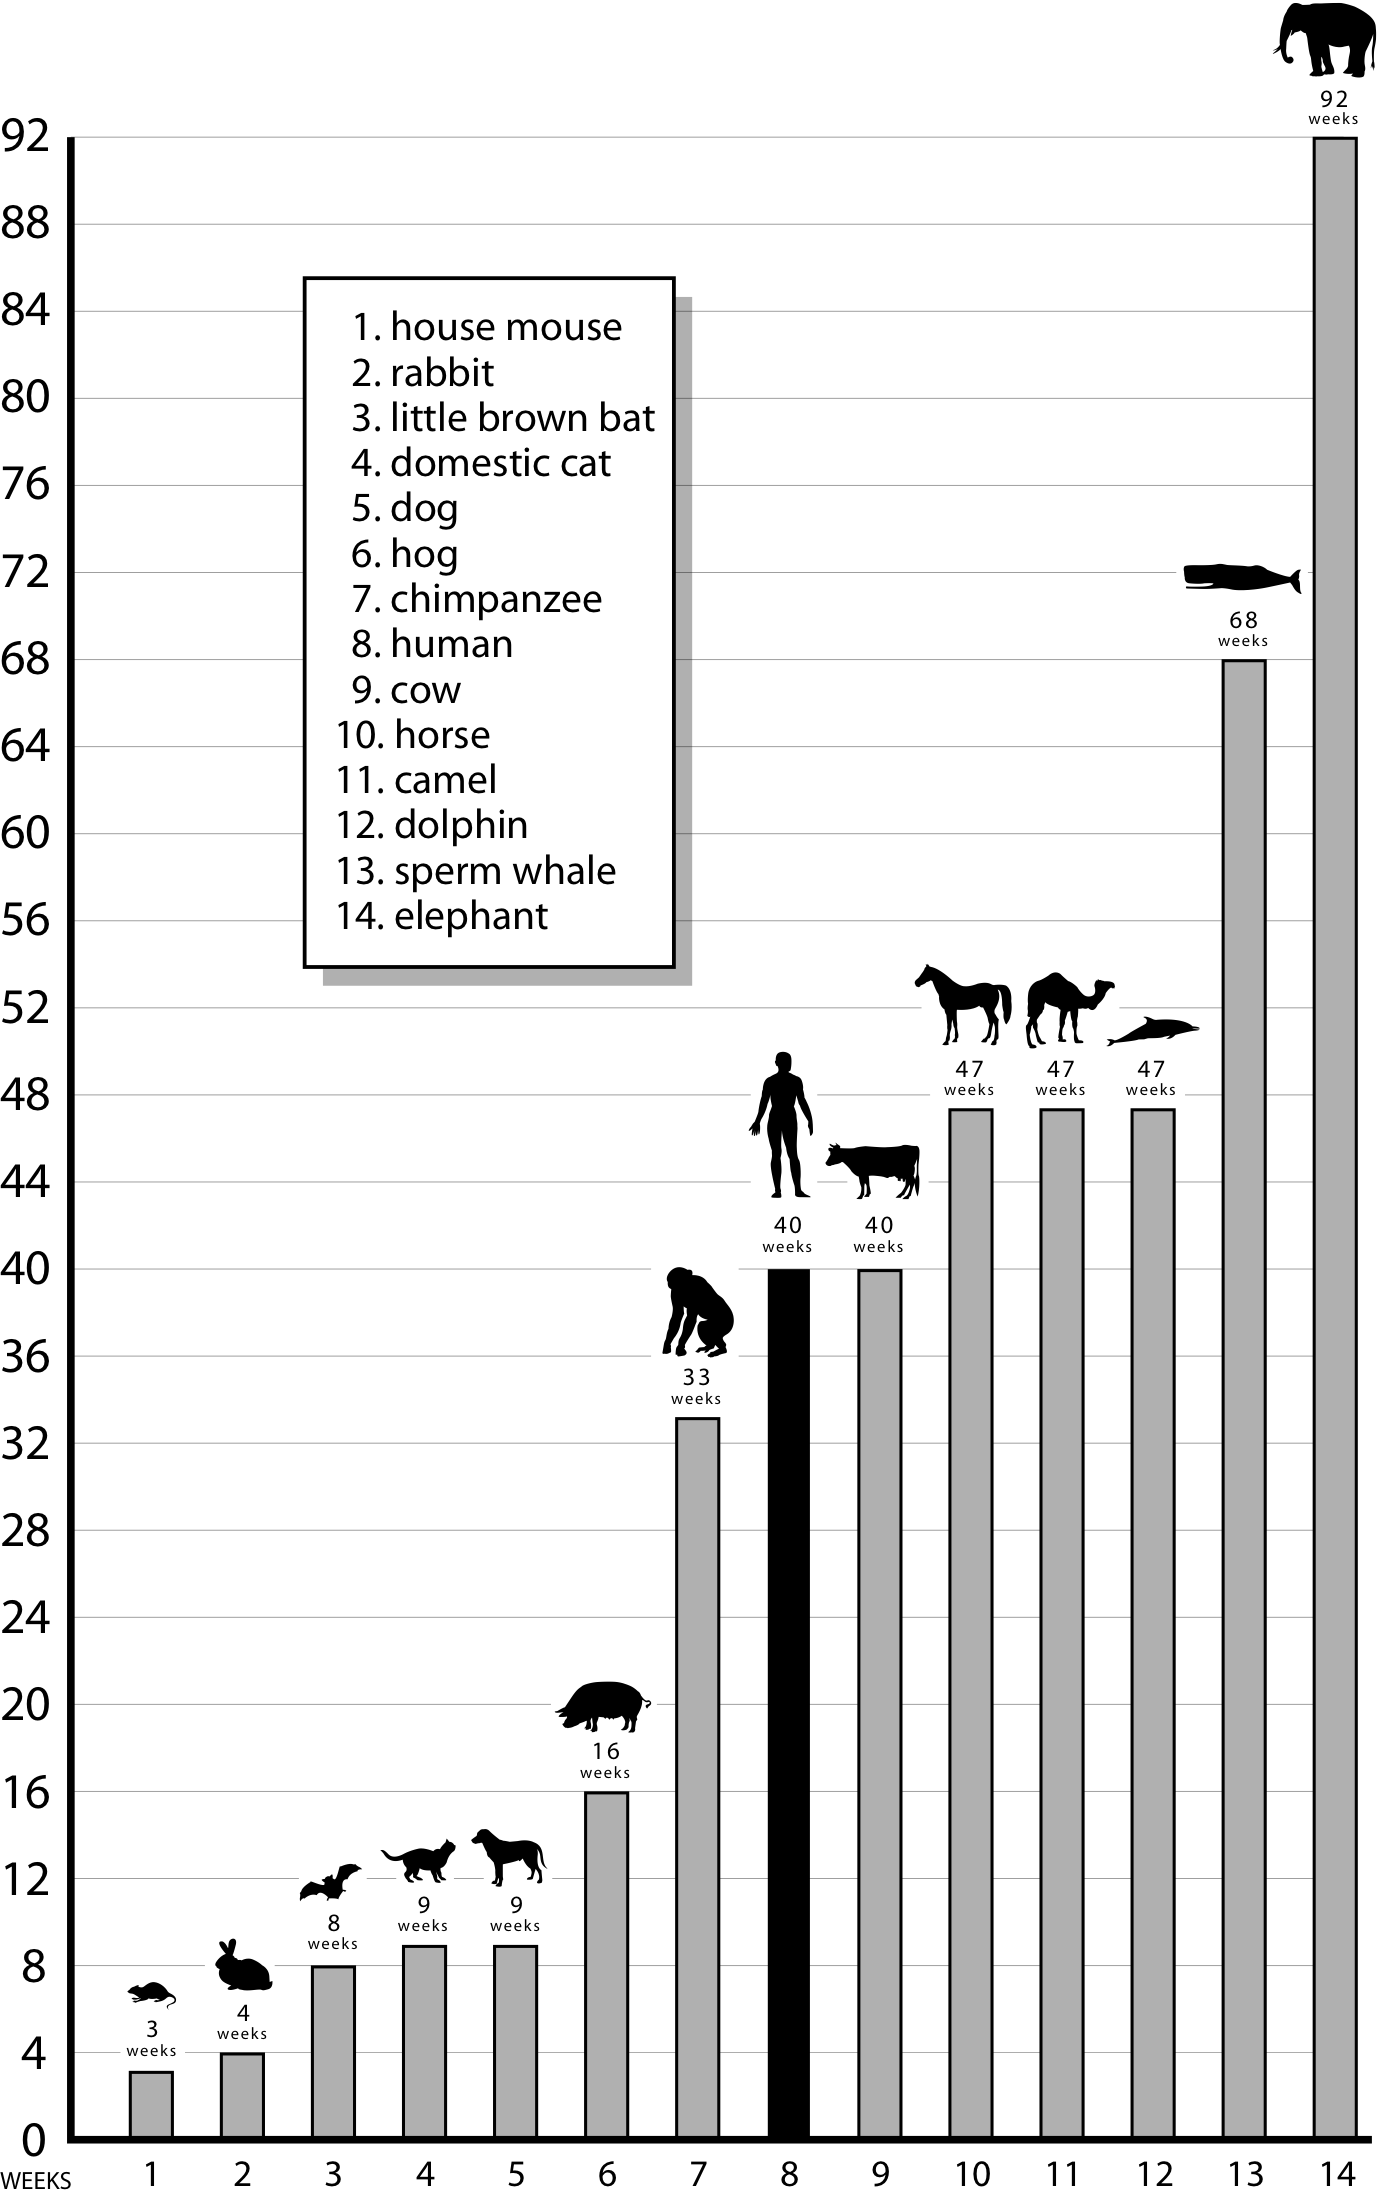 92
weeks
92
88
84
80
76
72
68
64
60
56
52
48
44
40
36
32
28
24
20
16
12
8
4
0
WEEKS
1. house mouse
2. rabbit
3. little brown bat
4. domestic cat
5. dog
6. hog
7. chimpanzee
8. human
9. cow
10. horse
11. camel
12. dolphin
13. sperm whale
14. elephant
3
weeks
4
weeks
8
weeks
9
weeks
9
weeks
16
weeks
33
weeks
40
weeks
40
weeks
47
weeks
47
weeks
47
weeks
68
weeks
1 2 3 4 5 6 7 8 9 10 11 12 13 14